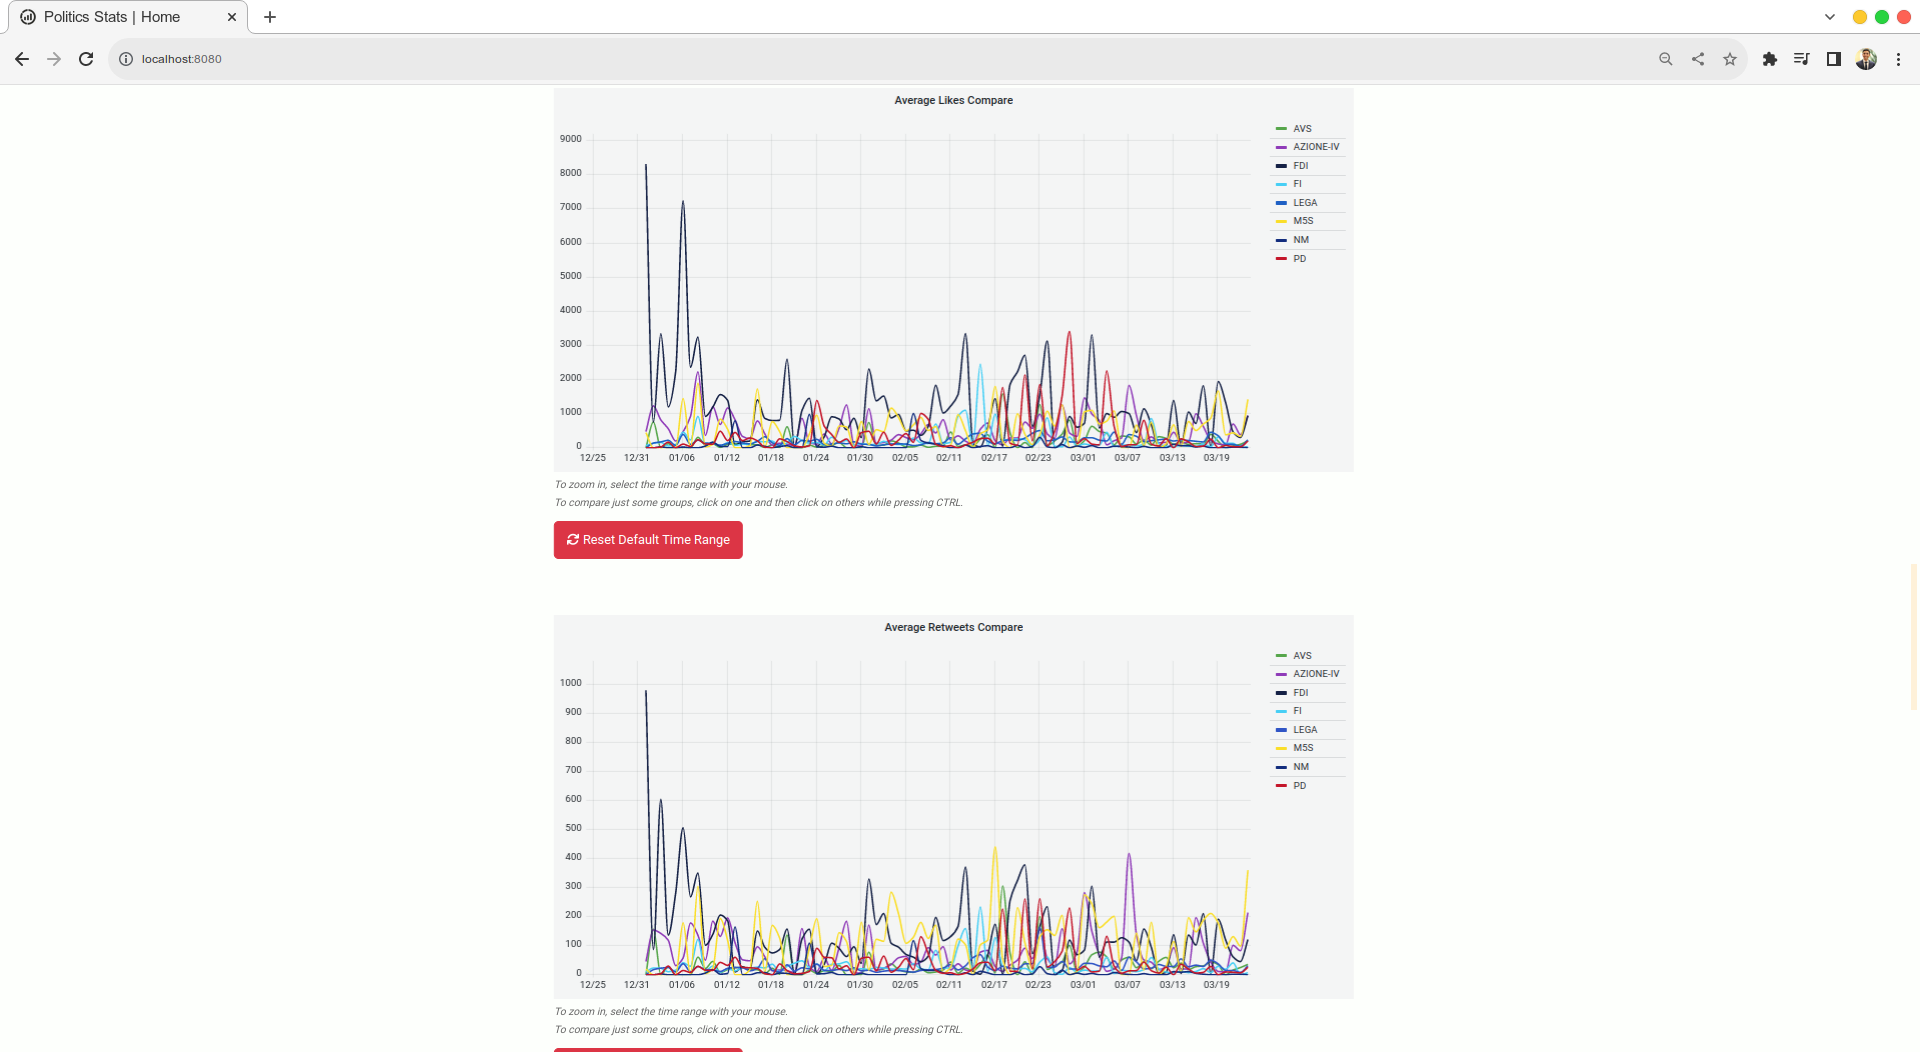 Politics Stats | Home
localhost:8080
Average Likes Compare
9000
8000
7000
6000
5000
4000
3000
2000
1000
0
12/25 12/31 01/06 01/12 01/18 01/24 01/30 02/05 02/11 02/17 02/23 03/01 03/07 03/13 03/19
AVS
AZIONE-IV
FDI
FI
LEGA
M5S
NM
PD
To zoom in, select the time range with your mouse.
To compare just some groups, click on one and then click on others while pressing CTRL.
Reset Default Time Range
Average Retweets Compare
1000
900
800
700
600
500
400
300
200
100
0
12/25 12/31 01/06 01/12 01/18 01/24 01/30 02/05 02/11 02/17 02/23 03/01 03/07 03/13 03/19
AVS
AZIONE-IV
FDI
FI
LEGA
M5S
NM
PD
To zoom in, select the time range with your mouse.
To compare just some groups, click on one and then click on others while pressing CTRL.